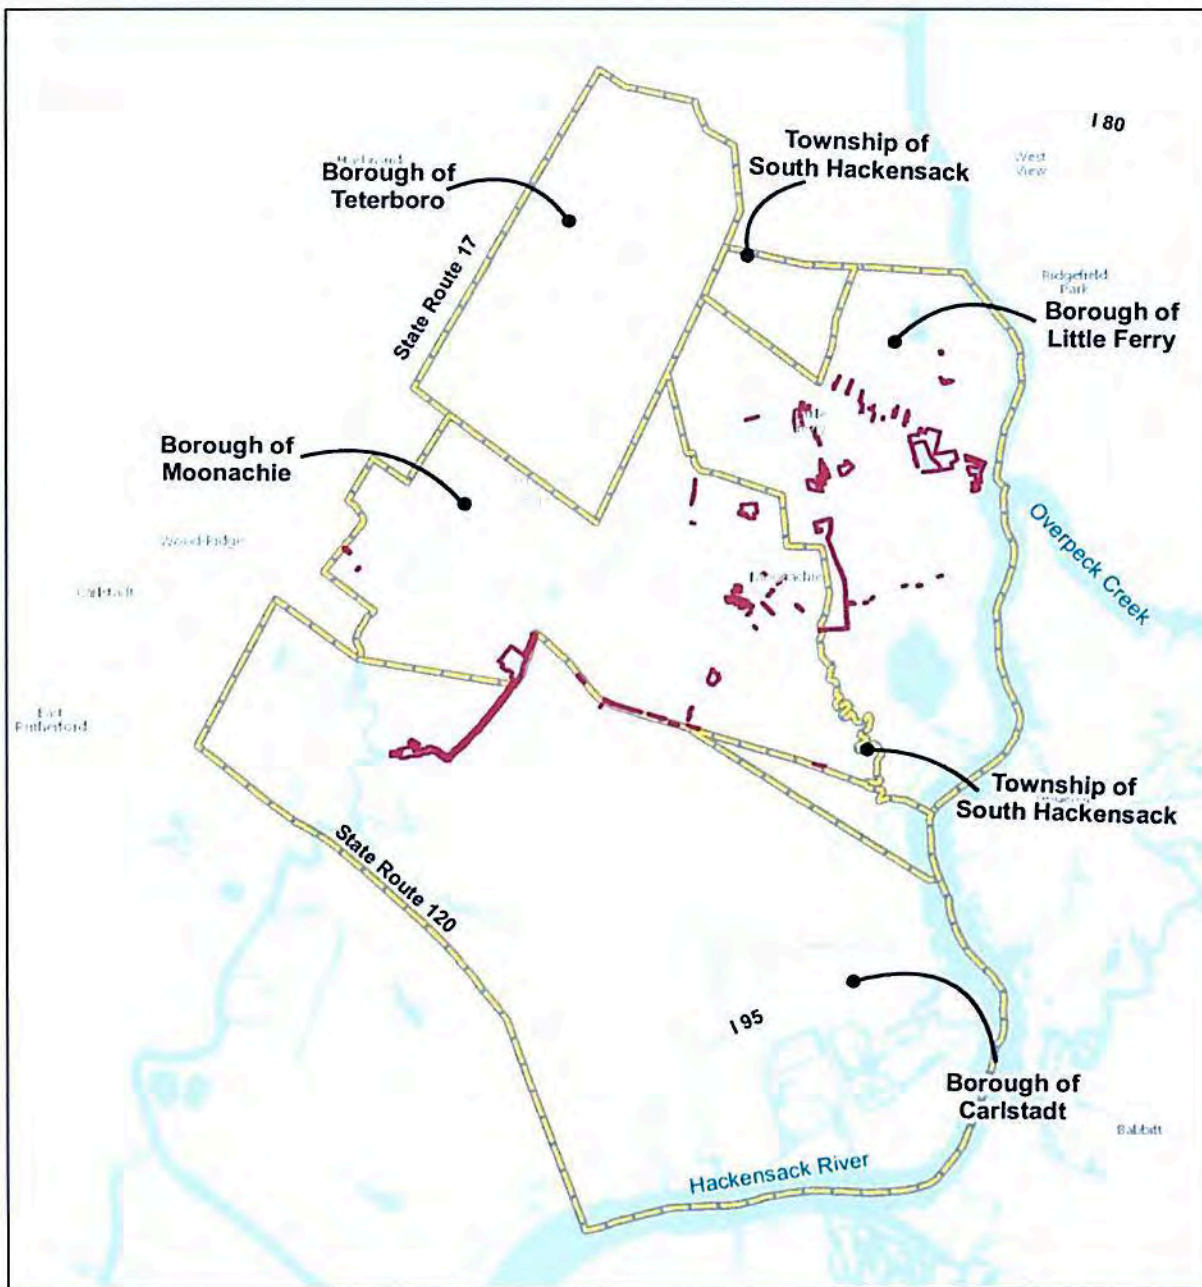 I 80
Township of
South Hackensack
West
View
Borough of
Teterboro
State Route 17
Ridgefield
Park
Borough of
Little Ferry
Borough of
Moonachie
Wood-Ridge
Overpeck Creek
Carlstadt
East
Rutherford
Township of
South Hackensack
State Route 120
I 95
Borough of
Carlstadt
Babbitt
Hackensack River